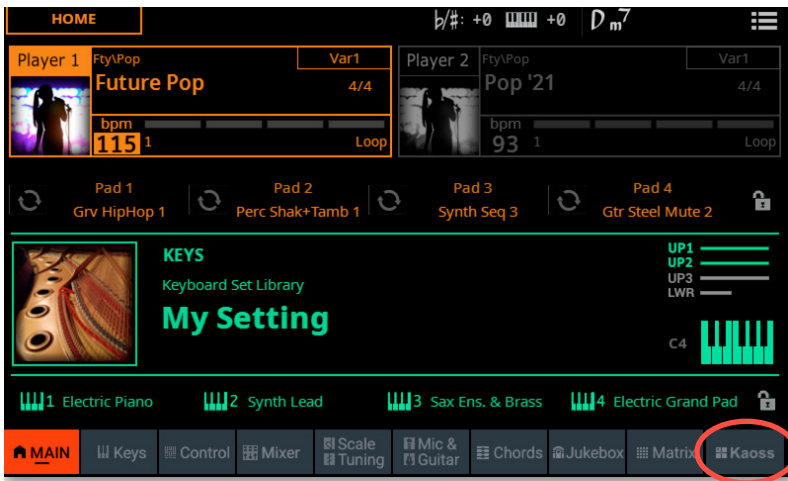 HOME
♭/♯: +0 +0 D m7
Player 1 Fty\Pop Var1
Future Pop 4/4
bpm
115 1 Loop
Player 2 Fty\Pop Var1
Pop '21 4/4
bpm
93 1 Loop
Pad 1
Grv HipHop 1
Pad 2
Perc Shak+Tamb 1
Pad 3
Synth Seq 3
Pad 4
Gtr Steel Mute 2
KEYS
Keyboard Set Library
My Setting
UP1
UP2
UP3
LWR
C4
1 Electric Piano
2 Synth Lead
3 Sax Ens. & Brass
4 Electric Grand Pad
MAIN
Keys
Control
Mixer
Scale
Tuning
Mic &
Guitar
Chords
Jukebox
Matrix
Kaoss